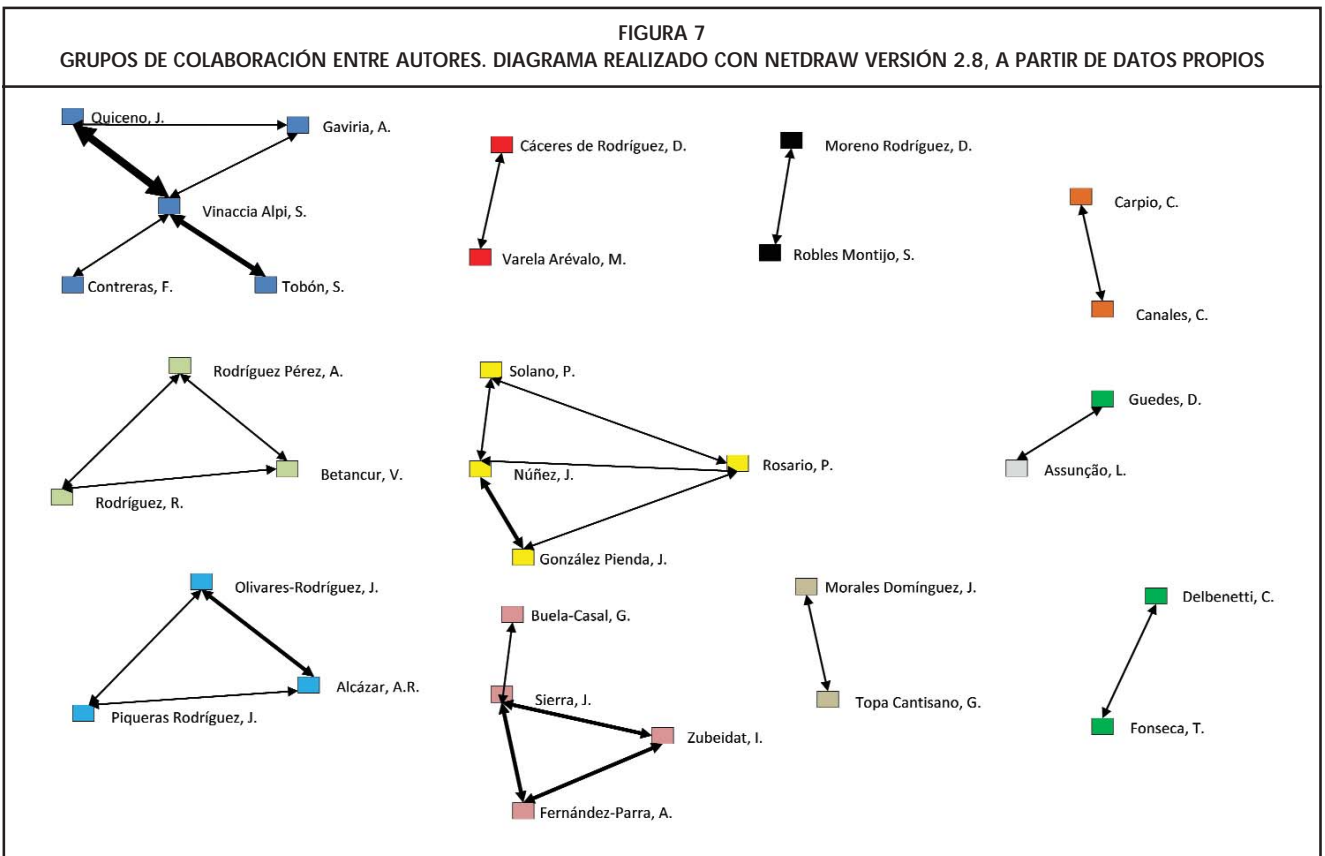 FIGURA 7
GRUPOS DE COLABORACIÓN ENTRE AUTORES. DIAGRAMA REALIZADO CON NETDRAW VERSIÓN 2.8, A PARTIR DE DATOS PROPIOS
Quiceno, J.
Gaviria, A.
Vinaccia Alpi, S.
Contreras, F.
Tobón, S.
Cáceres de Rodríguez, D.
Varela Arévalo, M.
Moreno Rodríguez, D.
Robles Montijo, S.
Carpio, C.
Canales, C.
Rodríguez Pérez, A.
Betancur, V.
Rodríguez, R.
Solano, P.
Núñez, J.
Rosario, P.
González Pienda, J.
Guedes, D.
Assunção, L.
Olivares-Rodríguez, J.
Alcázar, A.R.
Piqueras Rodríguez, J.
Buela-Casal, G.
Sierra, J.
Zubeidat, I.
Fernández-Parra, A.
Morales Domínguez, J.
Topa Cantisano, G.
Delbenetti, C.
Fonseca, T.